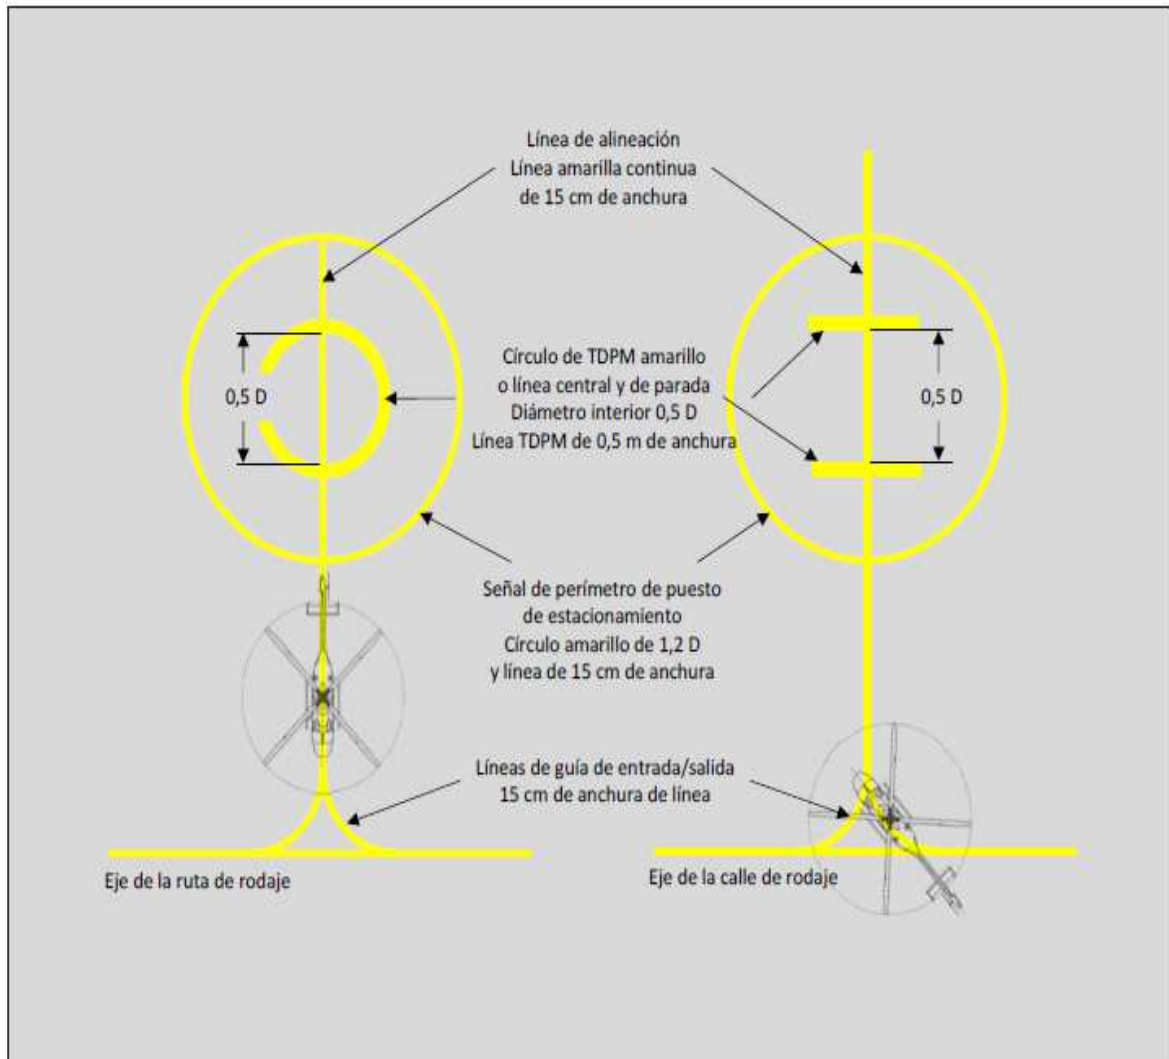 Línea de alineación
Línea amarilla continua
de 15 cm de anchura
0,5 D
Círculo de TDPM amarillo
o línea central y de parada
Diámetro interior 0,5 D
Línea TDPM de 0,5 m de anchura
0,5 D
Señal de perímetro de puesto
de estacionamiento
Círculo amarillo de 1,2 D
y línea de 15 cm de anchura
Líneas de guía de entrada/salida
15 cm de anchura de línea
Eje de la ruta de rodaje
Eje de la calle de rodaje